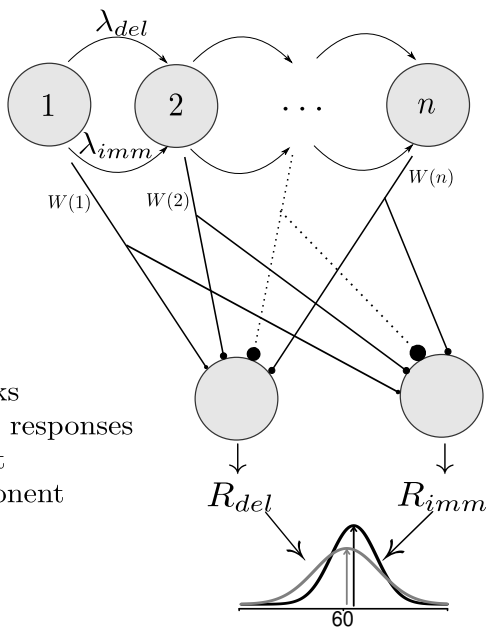 λ_del
1 2 ... n
λ_imm
W(1) W(2) W(n)
ks
responses
t
onent
R_del R_imm
60